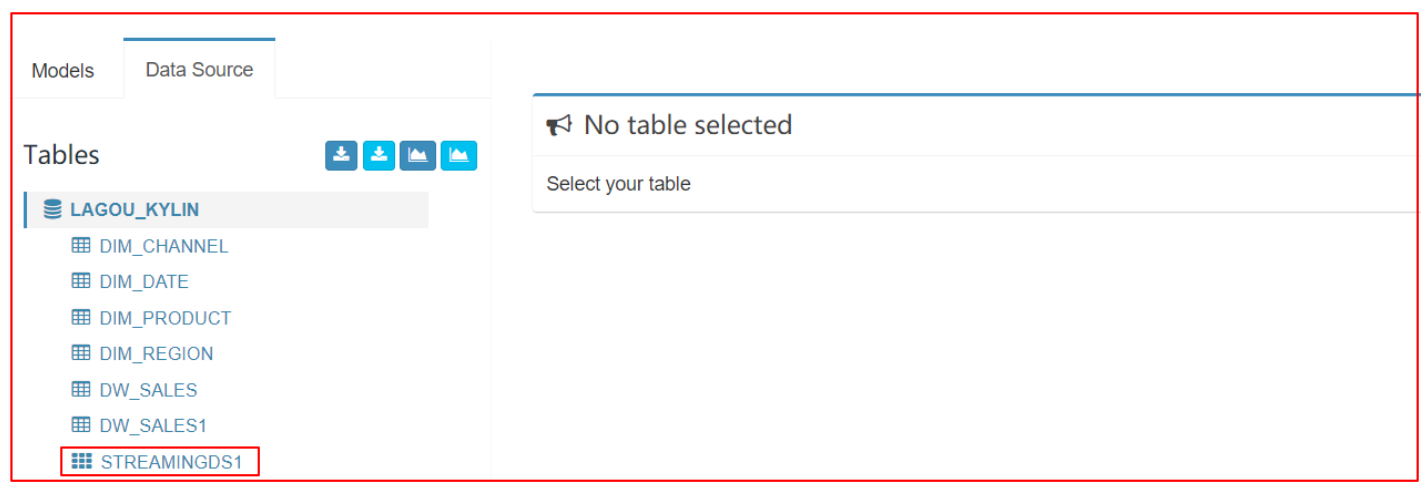 Models Data Source
Tables
LAGOU_KYLIN
DIM_CHANNEL
DIM_DATE
DIM_PRODUCT
DIM_REGION
DW_SALES
DW_SALES1
STREAMINGDS1
No table selected
Select your table